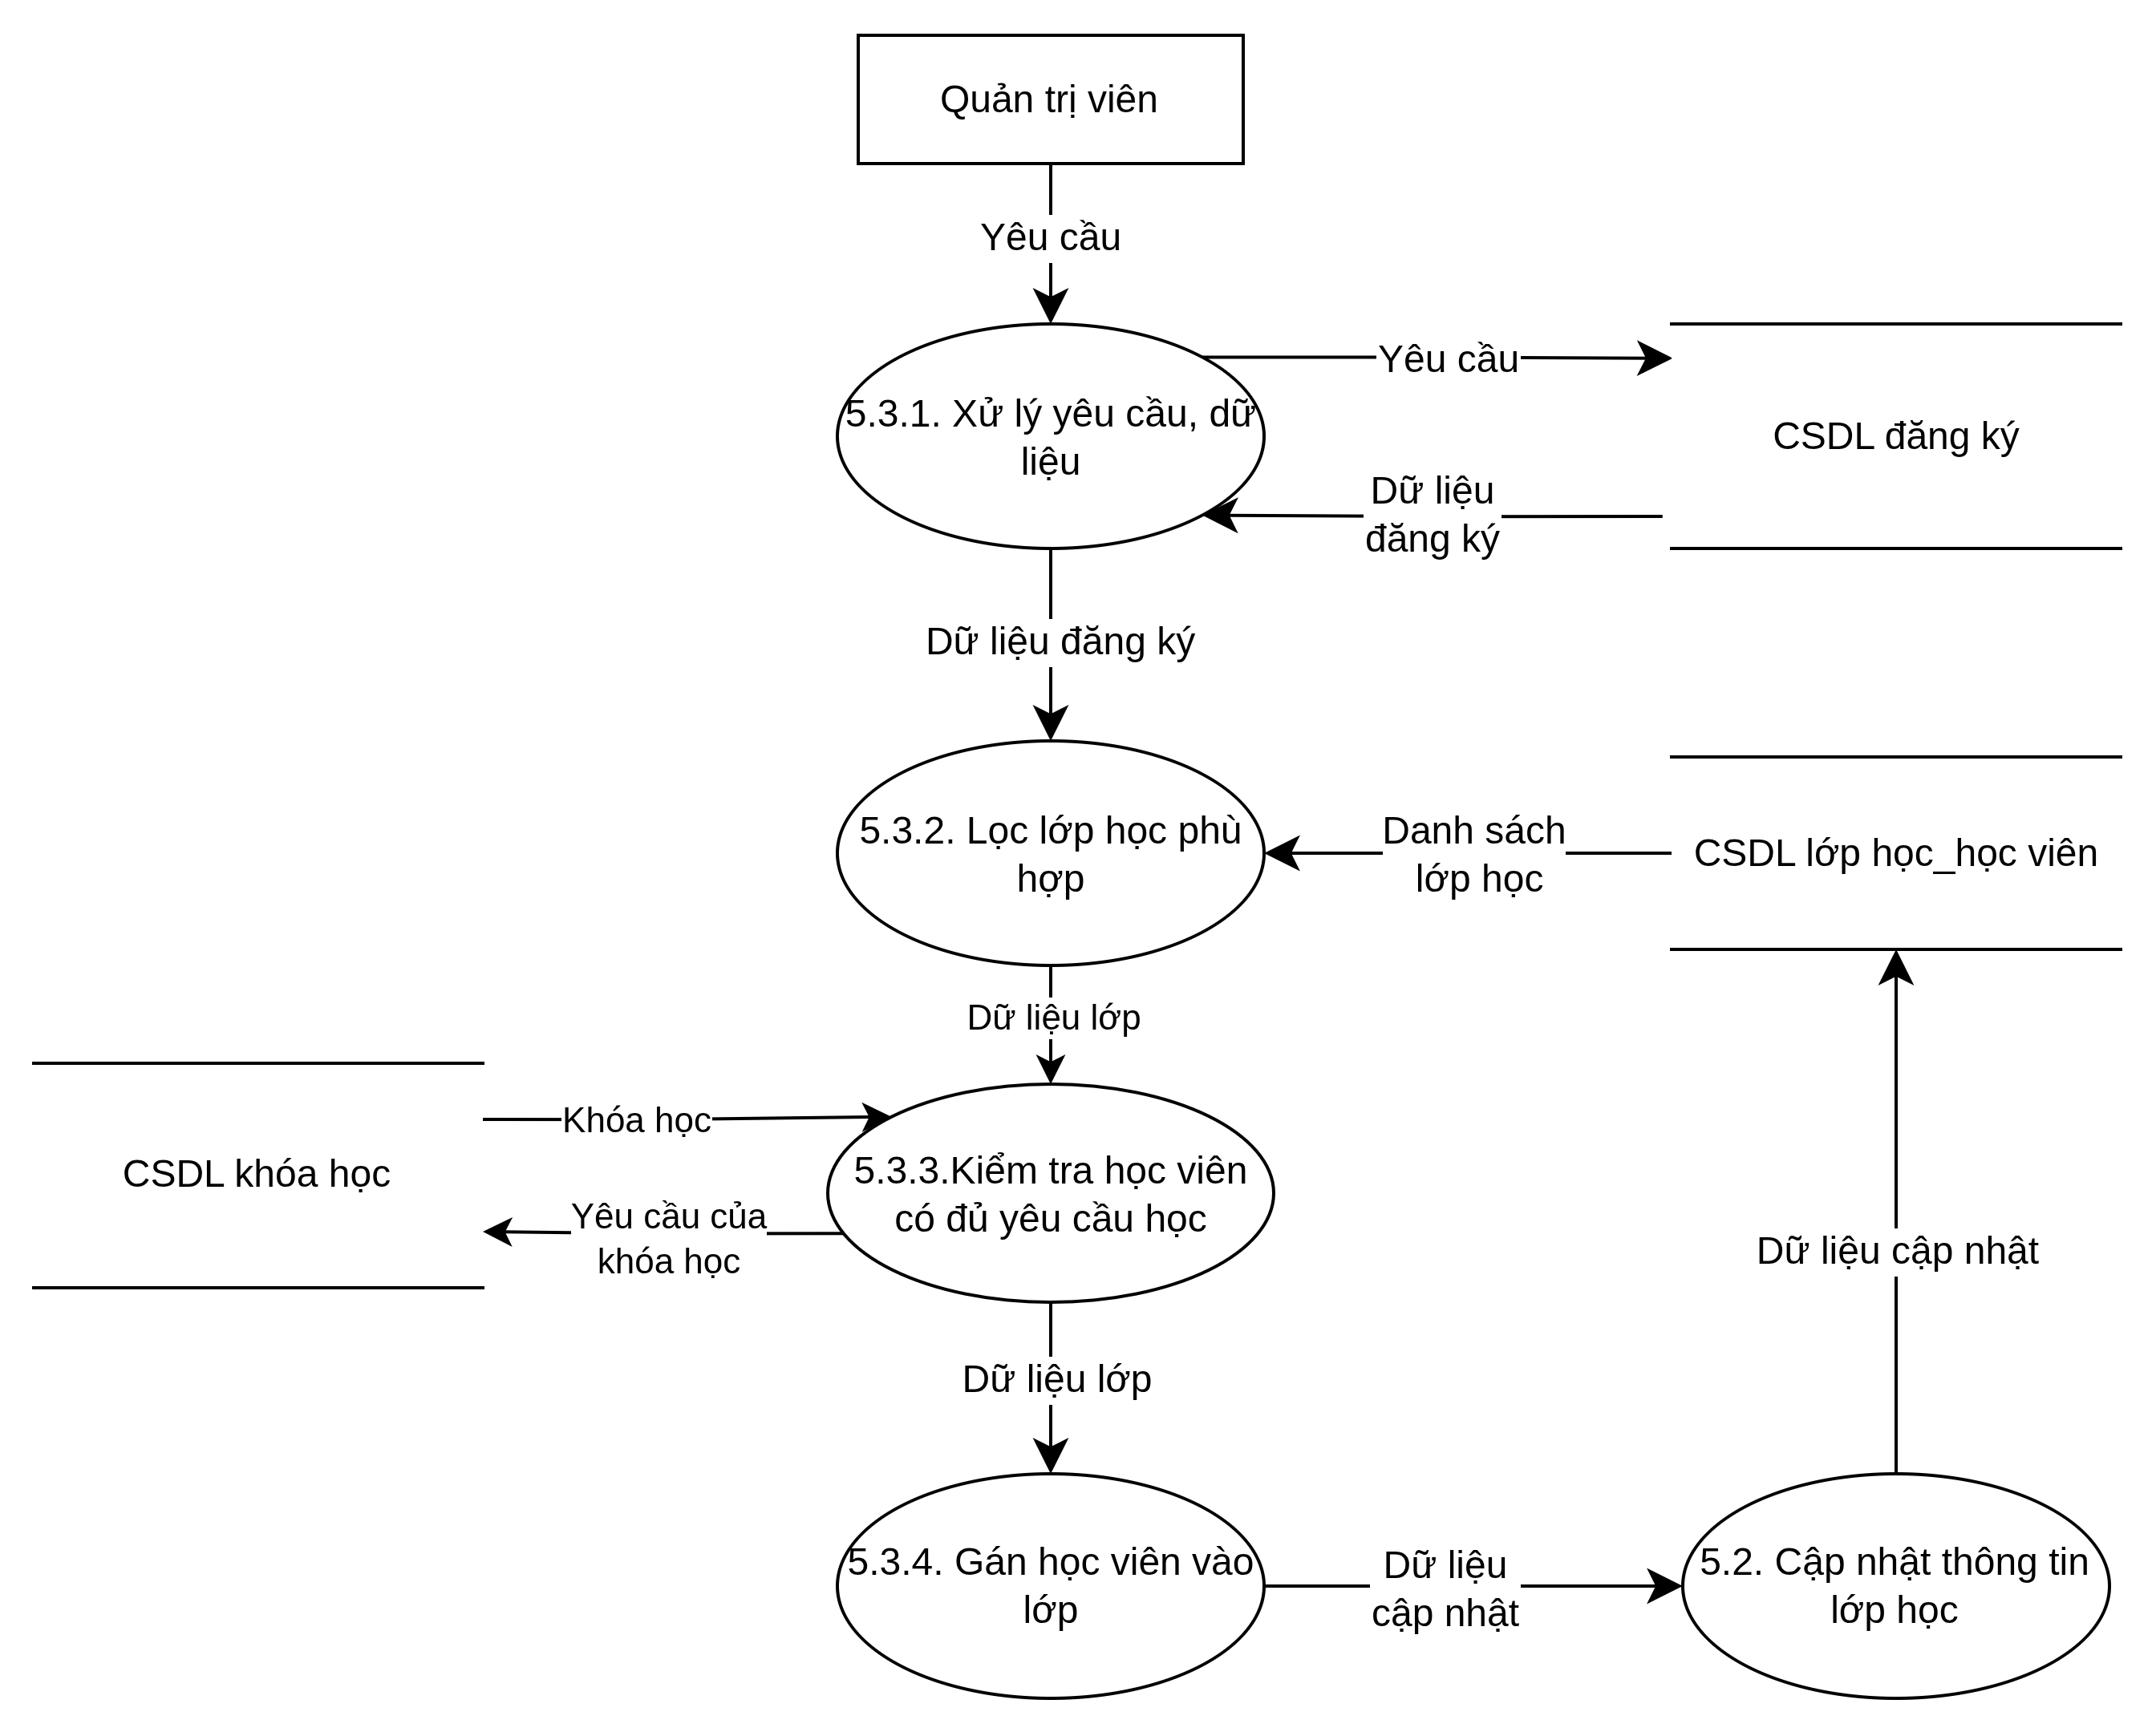 Quản trị viên
Yêu cầu
Yêu cầu
5.3.1. Xử lý yêu cầu, dữ
liệu
CSDL đăng ký
Dữ liệu
đăng ký
Dữ liệu đăng ký
5.3.2. Lọc lớp học phù
hợp
Danh sách
lớp học
CSDL lớp học_học viên
Dữ liệu lớp
Khóa học
CSDL khóa học
5.3.3.Kiểm tra học viên
có đủ yêu cầu học
Yêu cầu của
khóa học
Dữ liệu cập nhật
Dữ liệu lớp
5.3.4. Gán học viên vào
lớp
Dữ liệu
cập nhật
5.2. Cập nhật thông tin
lớp học